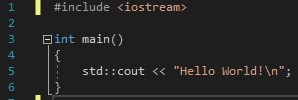 1 #include <iostream>
2
3 int main()
4 {
5 std::cout << "Hello World!\n";
6 }